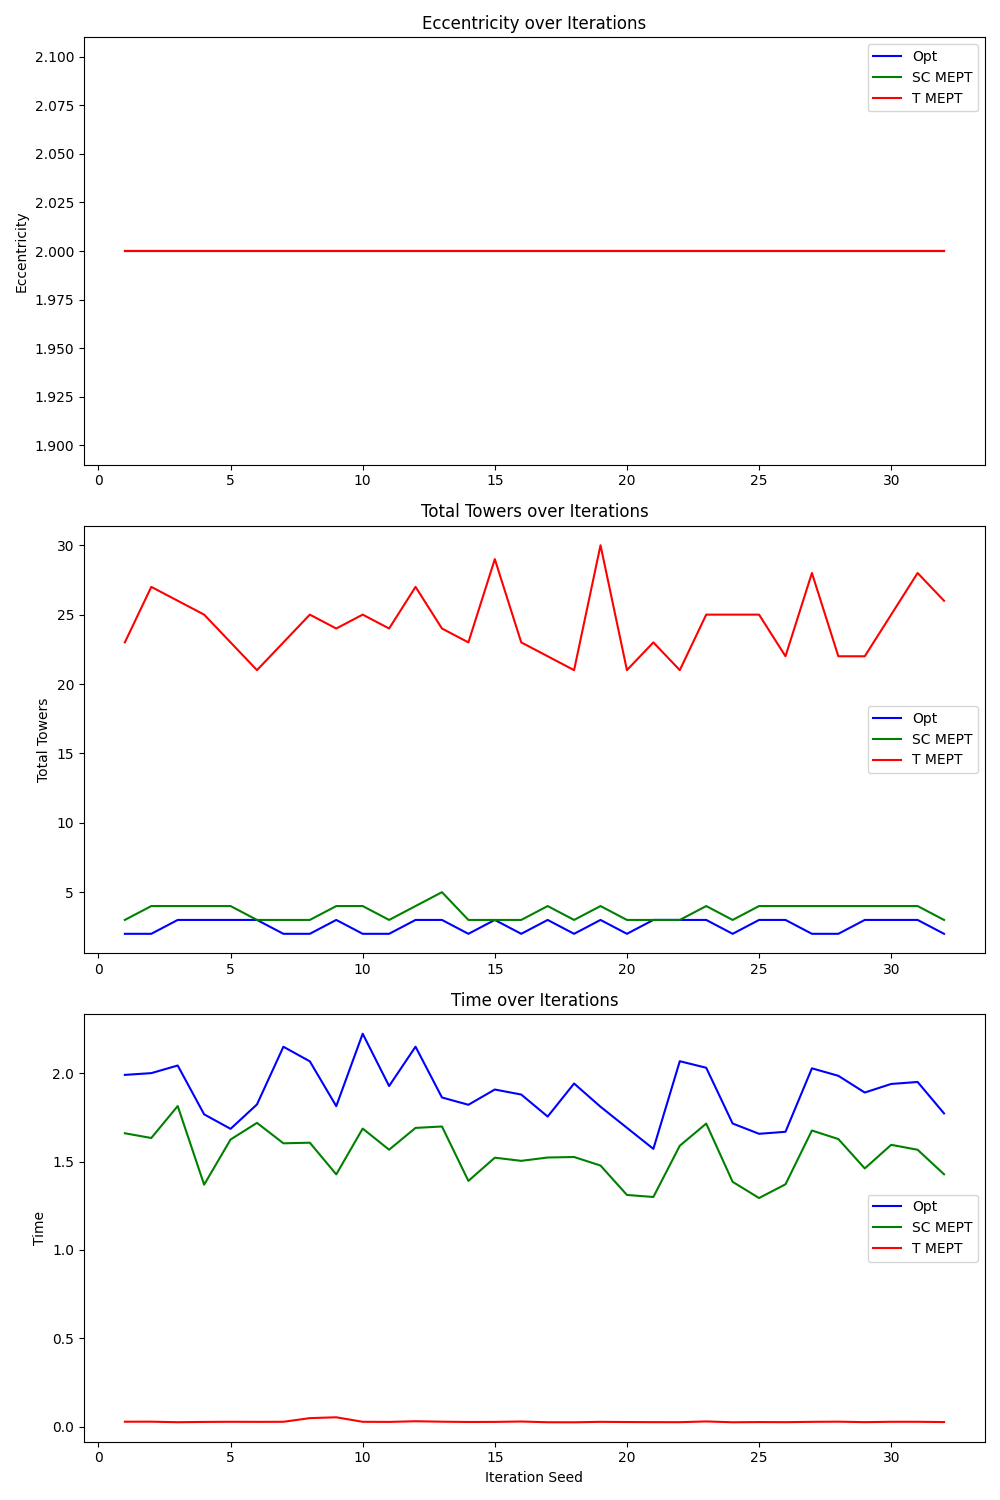 Eccentricity over Iterations
Eccentricity
2.100
2.075
2.050
2.025
2.000
1.975
1.950
1.925
1.900
Opt
SC MEPT
T MEPT
0 5 10 15 20 25 30
Total Towers over Iterations
Total Towers
30
25
20
15
10
5
Opt
SC MEPT
T MEPT
0 5 10 15 20 25 30
Time over Iterations
Time
2.0
1.5
1.0
0.5
0.0
Opt
SC MEPT
T MEPT
0 5 10 15 20 25 30
Iteration Seed